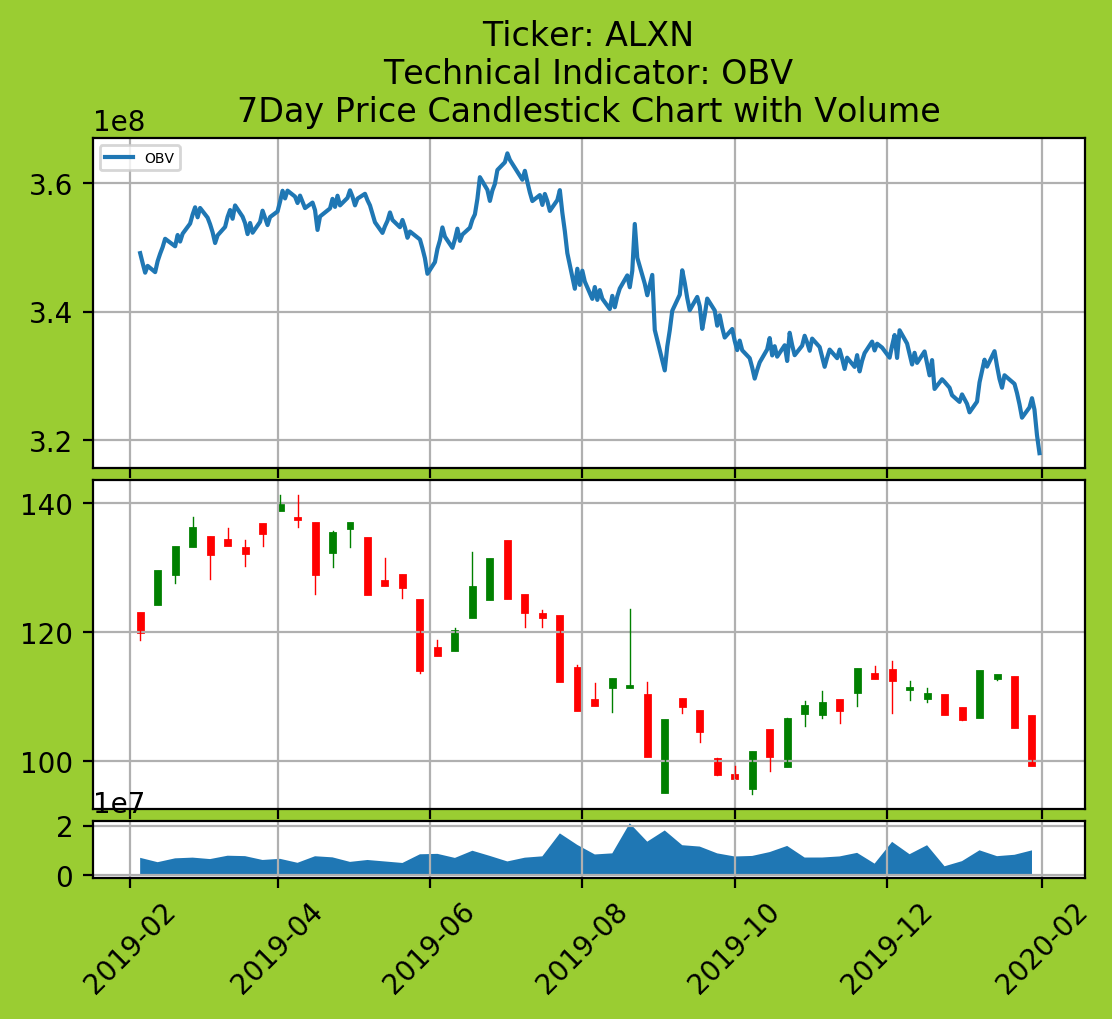 Ticker: ALXN
Technical Indicator: OBV
7Day Price Candlestick Chart with Volume
1e8
OBV
3.6
3.4
3.2
140
120
100
1e7
2
0
2019-02
2019-04
2019-06
2019-08
2019-10
2019-12
2020-02